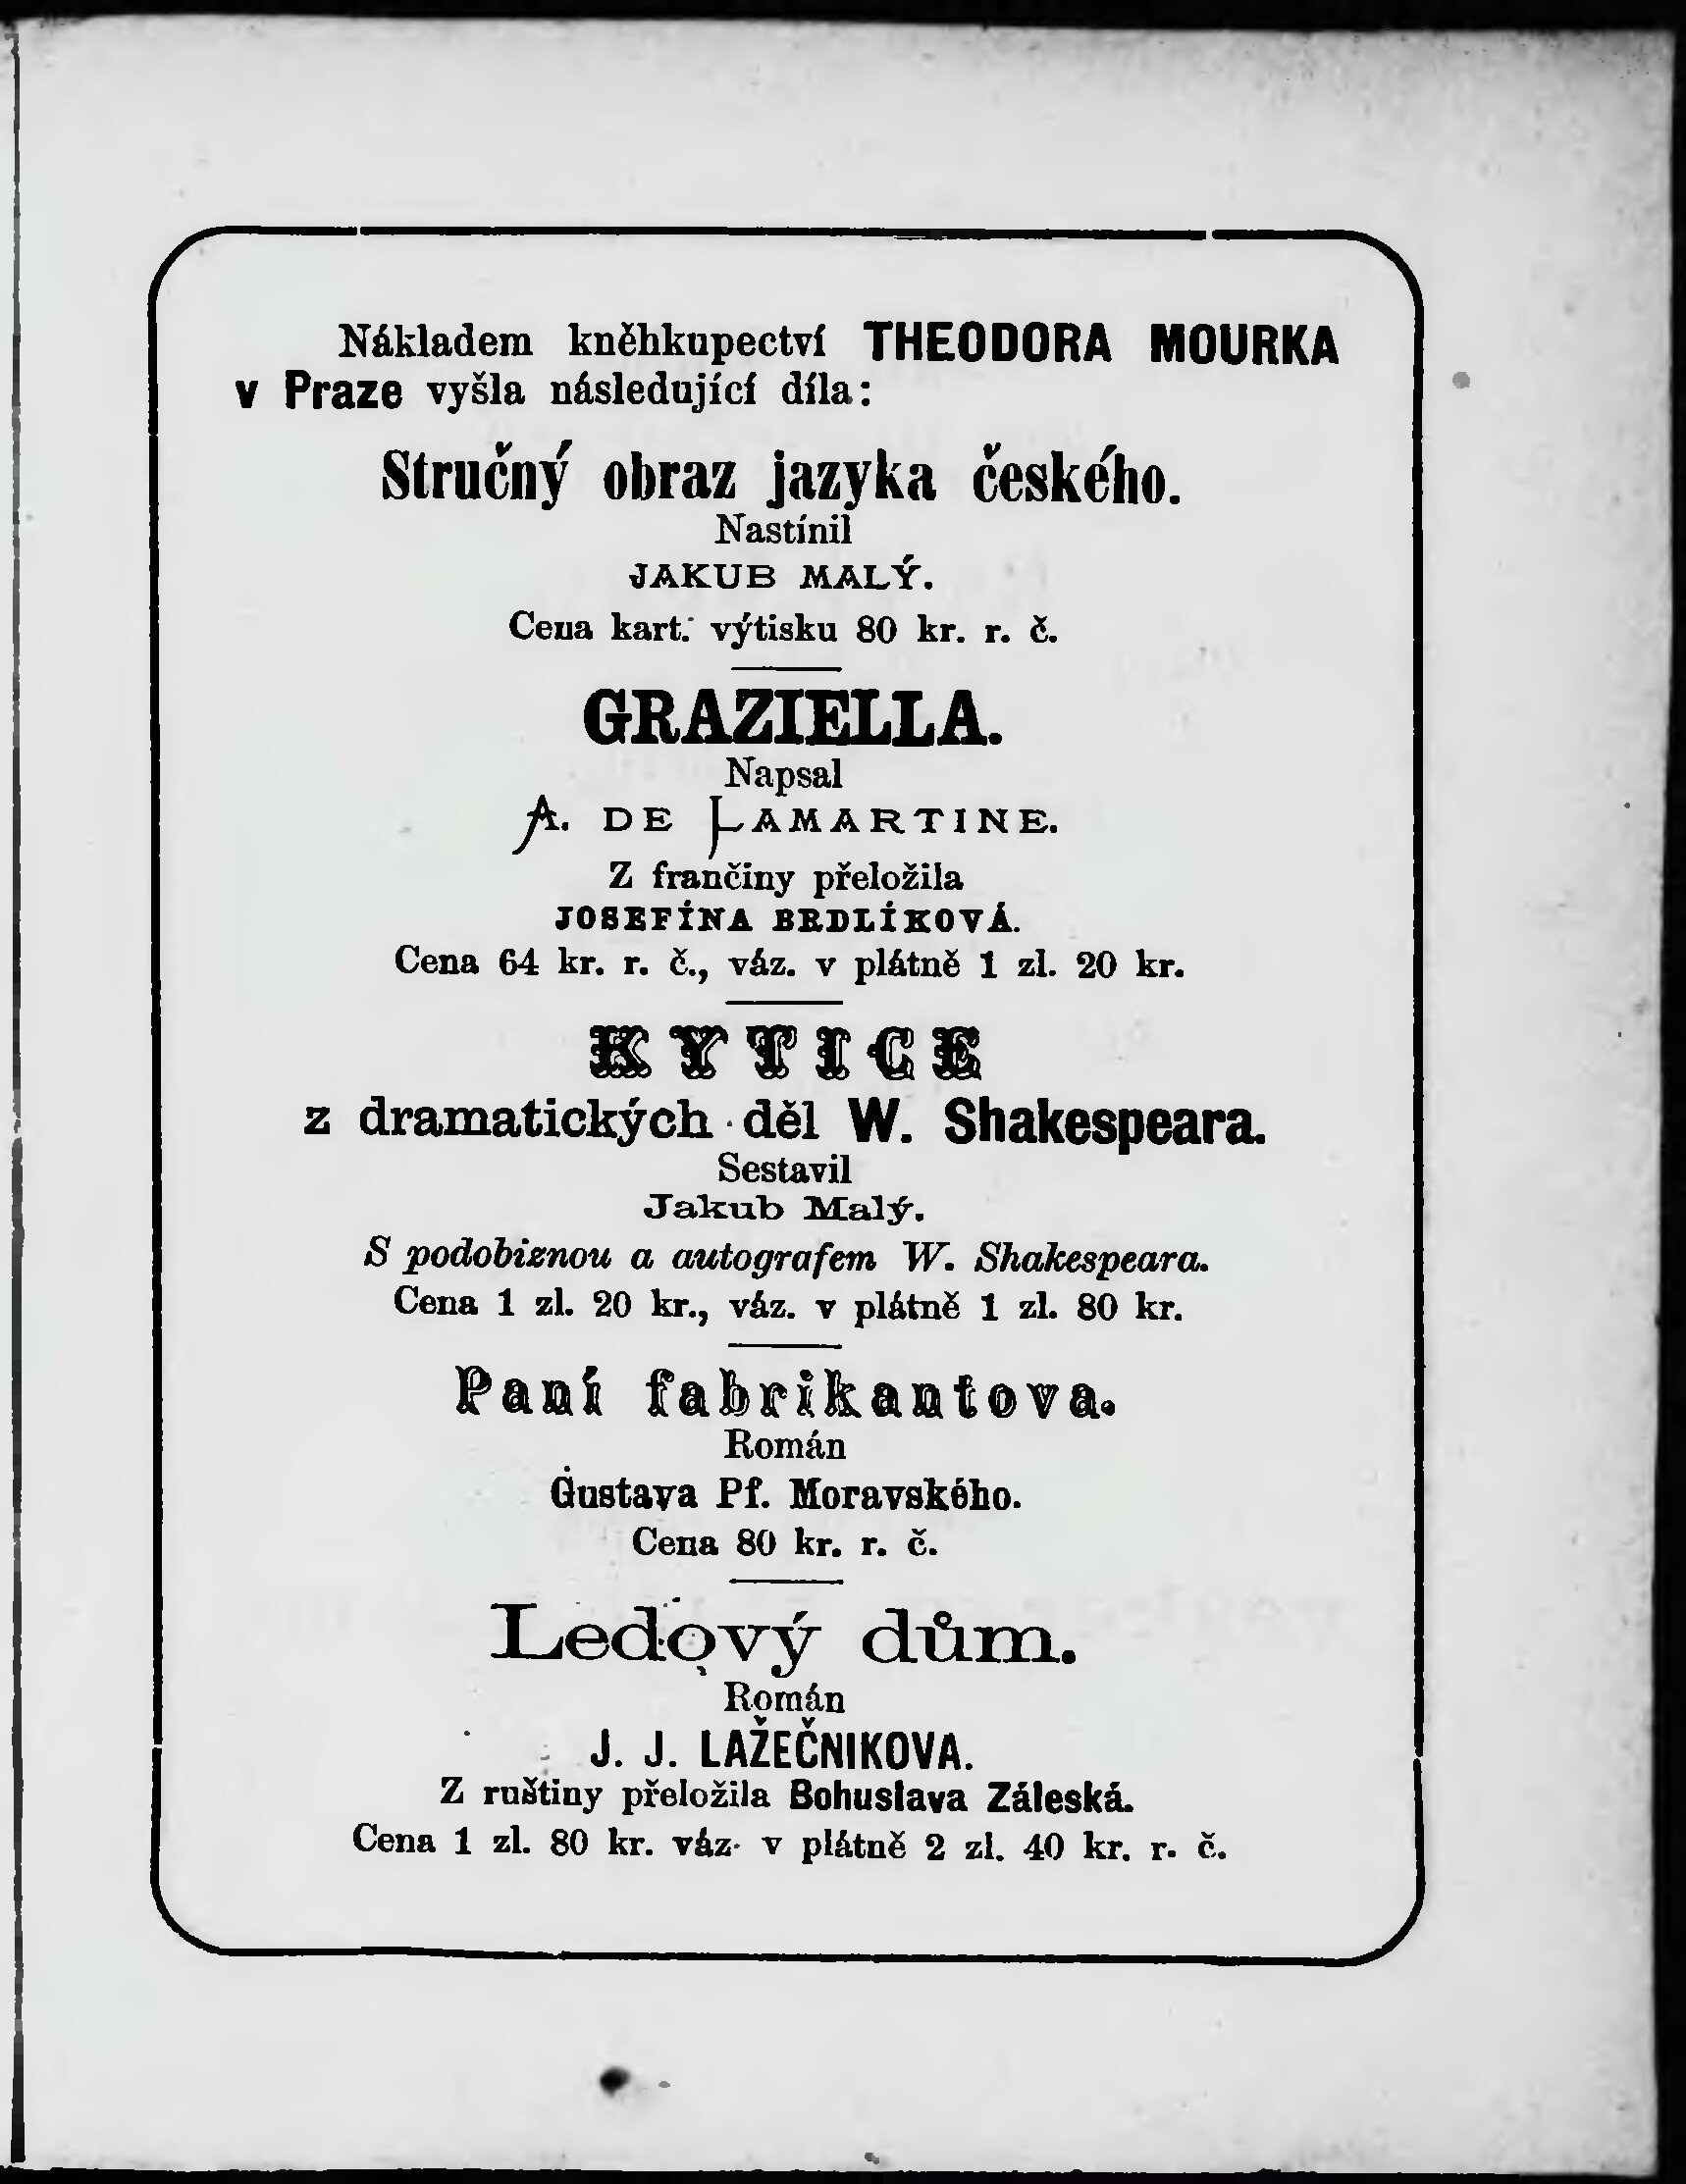 Nákladem kněhkupectví THEODORA MOURKA
v Praze vyšla následující díla:
Stručný obraz jazyka českého.
Nastínil
JAKUB MALÝ.
Cena kart. výtisku 80 kr. r. č.
GRAZIELLA.
Napsal
A. DE LAMARTINE.
Z frančiny přeložila
JOSEFÍNA BRDLÍKOVÁ.
Cena 64 kr. r. č., váz. v plátně 1 zl. 20 kr.
KYTICE
z dramatických děl W. Shakespeara.
Sestavil
Jakub Malý.
S podobiznou a autografem W. Shakespeara.
Cena 1 zl. 20 kr., váz. v plátně 1 zl. 80 kr.
Paní fabrikantova.
Román
Gustava Pf. Moravského.
Cena 80 kr. r. č.
Ledový dům.
Román
J. J. LAŽEČNIKOVA.
Z ruštiny přeložila Bohuslava Záleská.
Cena 1 zl. 80 kr. váz. v plátně 2 zl. 40 kr. r. č.